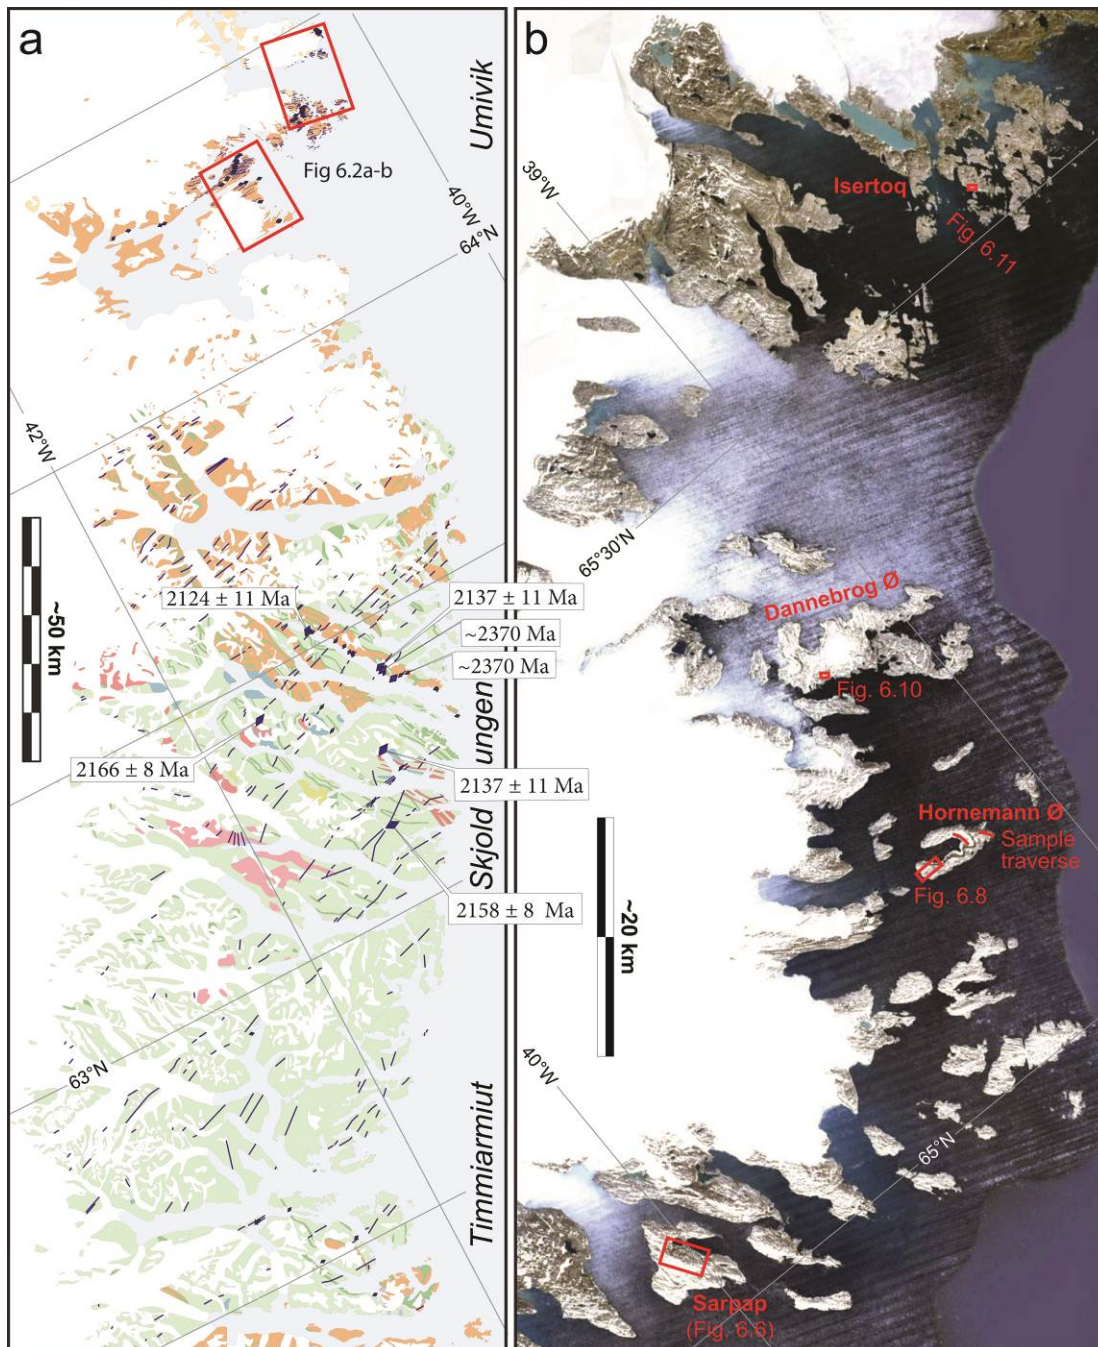 a
Umivik
Fig 6.2a-b
40°W
64°N
42°W
~50 km
2124 ± 11 Ma
2137 ± 11 Ma
~2370 Ma
~2370 Ma
2166 ± 8 Ma
2137 ± 11 Ma
Skjoldungen
2158 ± 8 Ma
63°N
Timmiarmiut
b
39°W
Isertoq
Fig. 6.11
65°30'N
Dannebrog Ø
Fig. 6.10
Hornemann Ø
Sample
traverse
Fig. 6.8
~20 km
40°W
65°N
Sarpap
(Fig. 6.6)